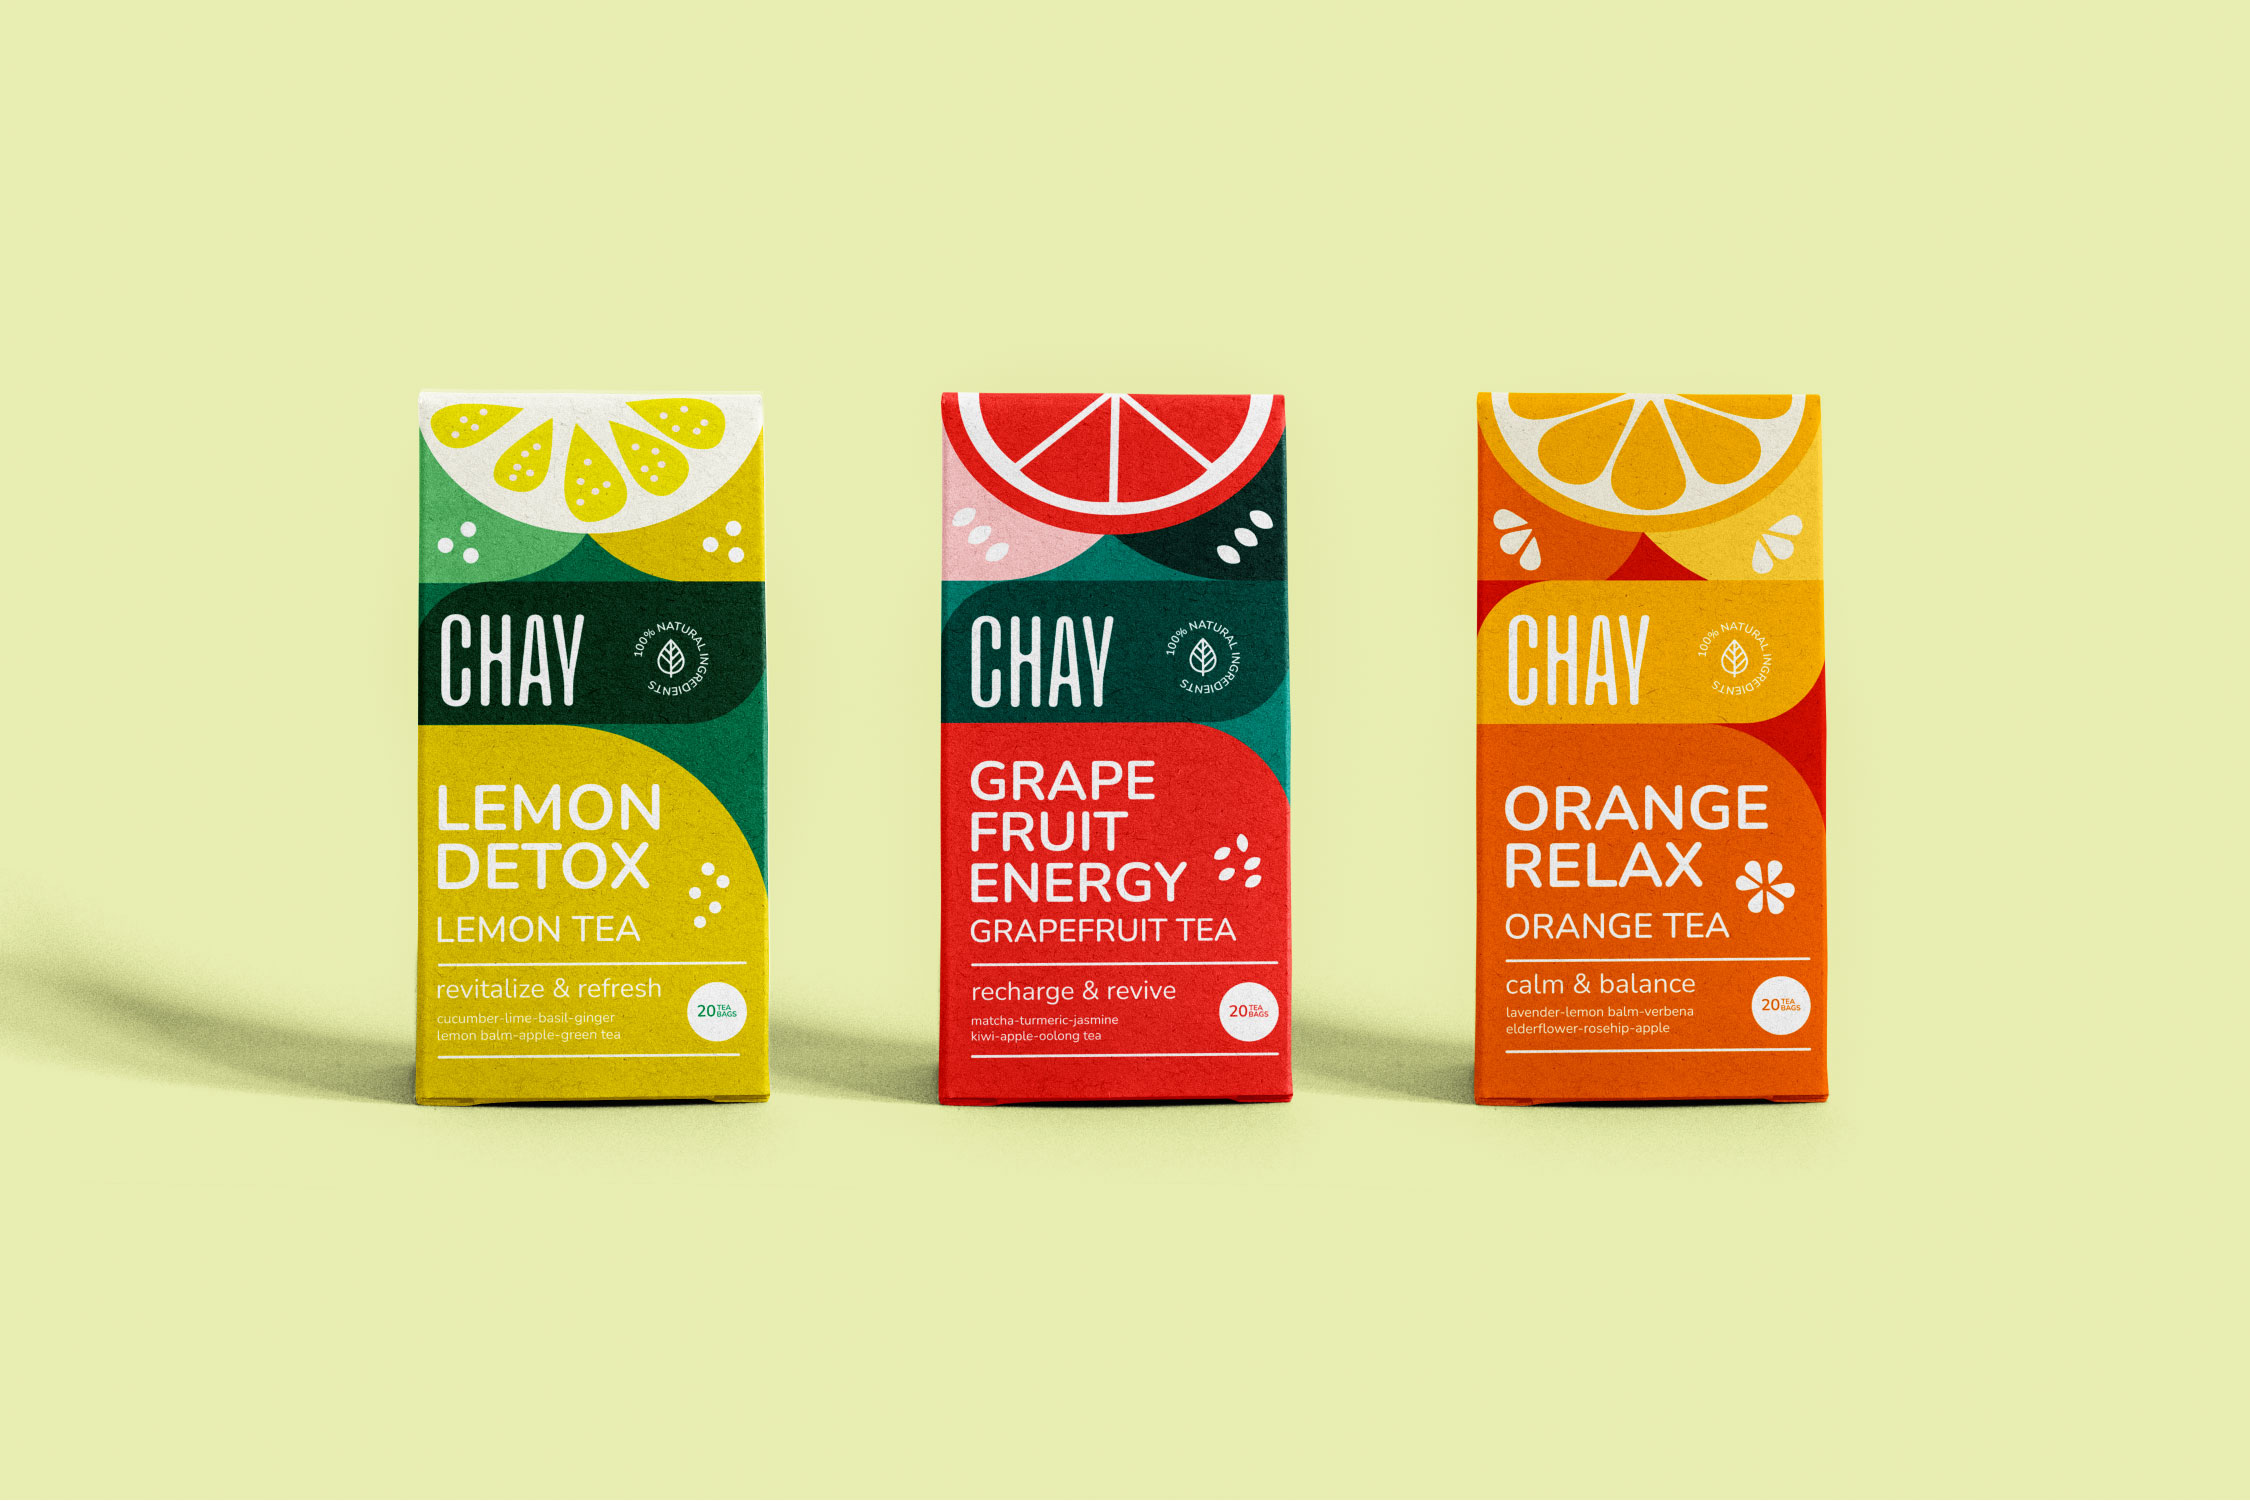 CHAY
100% NATURAL INGREDIENTS
LEMON
DETOX
LEMON TEA
revitalize & refresh
cucumber-lime-basil-ginger
lemon balm-apple-green tea
20 TEA
BAGS
CHAY
100% NATURAL INGREDIENTS
GRAPE
FRUIT
ENERGY
GRAPEFRUIT TEA
recharge & revive
matcha-turmeric-jasmine
kiwi-apple-oolong tea
20 TEA
BAGS
CHAY
100% NATURAL INGREDIENTS
ORANGE
RELAX
ORANGE TEA
calm & balance
lavender-lemon balm-verbena
elderflower-rosehip-apple
20 TEA
BAGS